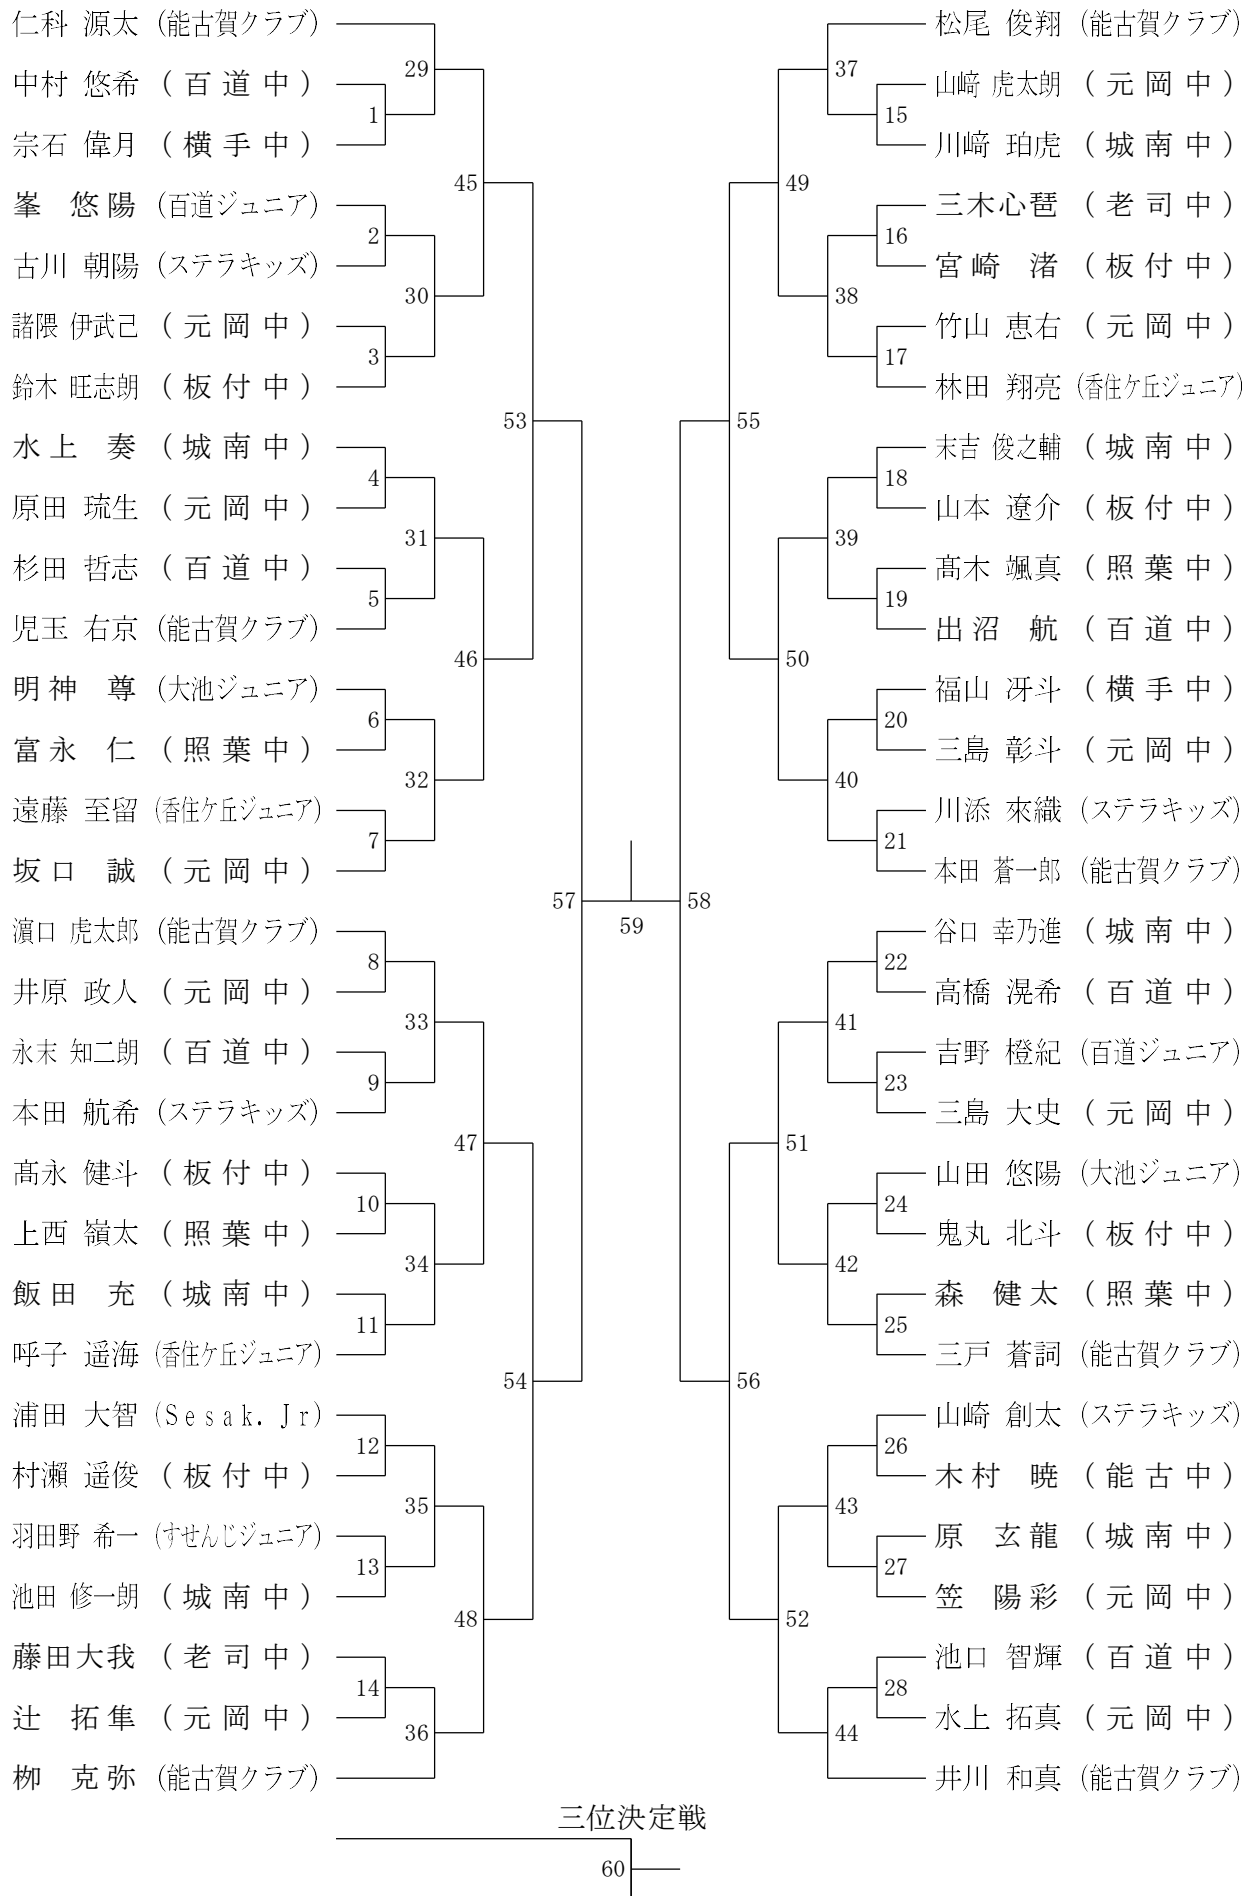 仁科 源太 (能古賀クラブ)
中村 悠希 (百道中)
宗石 偉月 (横手中)
峯 悠陽 (百道ジュニア)
古川 朝陽 (ステラキッズ)
諸隈 伊武己 (元岡中)
鈴木 旺志朗 (板付中)
水上 奏 (城南中)
原田 琉生 (元岡中)
杉田 哲志 (百道中)
児玉 右京 (能古賀クラブ)
明神 尊 (大池ジュニア)
富永 仁 (照葉中)
遠藤 至留 (香住ケ丘ジュニア)
坂口 誠 (元岡中)
濵口 虎太郎 (能古賀クラブ)
井原 政人 (元岡中)
永末 知二朗 (百道中)
本田 航希 (ステラキッズ)
髙永 健斗 (板付中)
上西 嶺太 (照葉中)
飯田 充 (城南中)
呼子 遥海 (香住ケ丘ジュニア)
浦田 大智 (Sesak.Jr)
村瀬 遥俊 (板付中)
羽田野 希一 (すせんじジュニア)
池田 修一朗 (城南中)
藤田大我 (老司中)
辻 拓隼 (元岡中)
栁 克弥 (能古賀クラブ)
1
2
3
4
5
6
7
8
9
10
11
12
13
14
29
30
31
32
33
34
35
36
45
46
47
48
53
54
57
59
58
55
56
49
50
51
52
37
38
39
40
41
42
43
44
15
16
17
18
19
20
21
22
23
24
25
26
27
28
松尾 俊翔 (能古賀クラブ)
山﨑 虎太朗 (元岡中)
川﨑 珀虎 (城南中)
三木心琶 (老司中)
宮崎 渚 (板付中)
竹山 恵右 (元岡中)
林田 翔亮 (香住ケ丘ジュニア)
末吉 俊之輔 (城南中)
山本 遼介 (板付中)
髙木 颯真 (照葉中)
出沼 航 (百道中)
福山 冴斗 (横手中)
三島 彰斗 (元岡中)
川添 來織 (ステラキッズ)
本田 蒼一郎 (能古賀クラブ)
谷口 幸乃進 (城南中)
高橋 滉希 (百道中)
吉野 橙紀 (百道ジュニア)
三島 大史 (元岡中)
山田 悠陽 (大池ジュニア)
鬼丸 北斗 (板付中)
森 健太 (照葉中)
三戸 蒼詞 (能古賀クラブ)
山崎 創太 (ステラキッズ)
木村 暁 (能古中)
原 玄龍 (城南中)
笠 陽彩 (元岡中)
池口 智輝 (百道中)
水上 拓真 (元岡中)
井川 和真 (能古賀クラブ)
三位決定戦
60